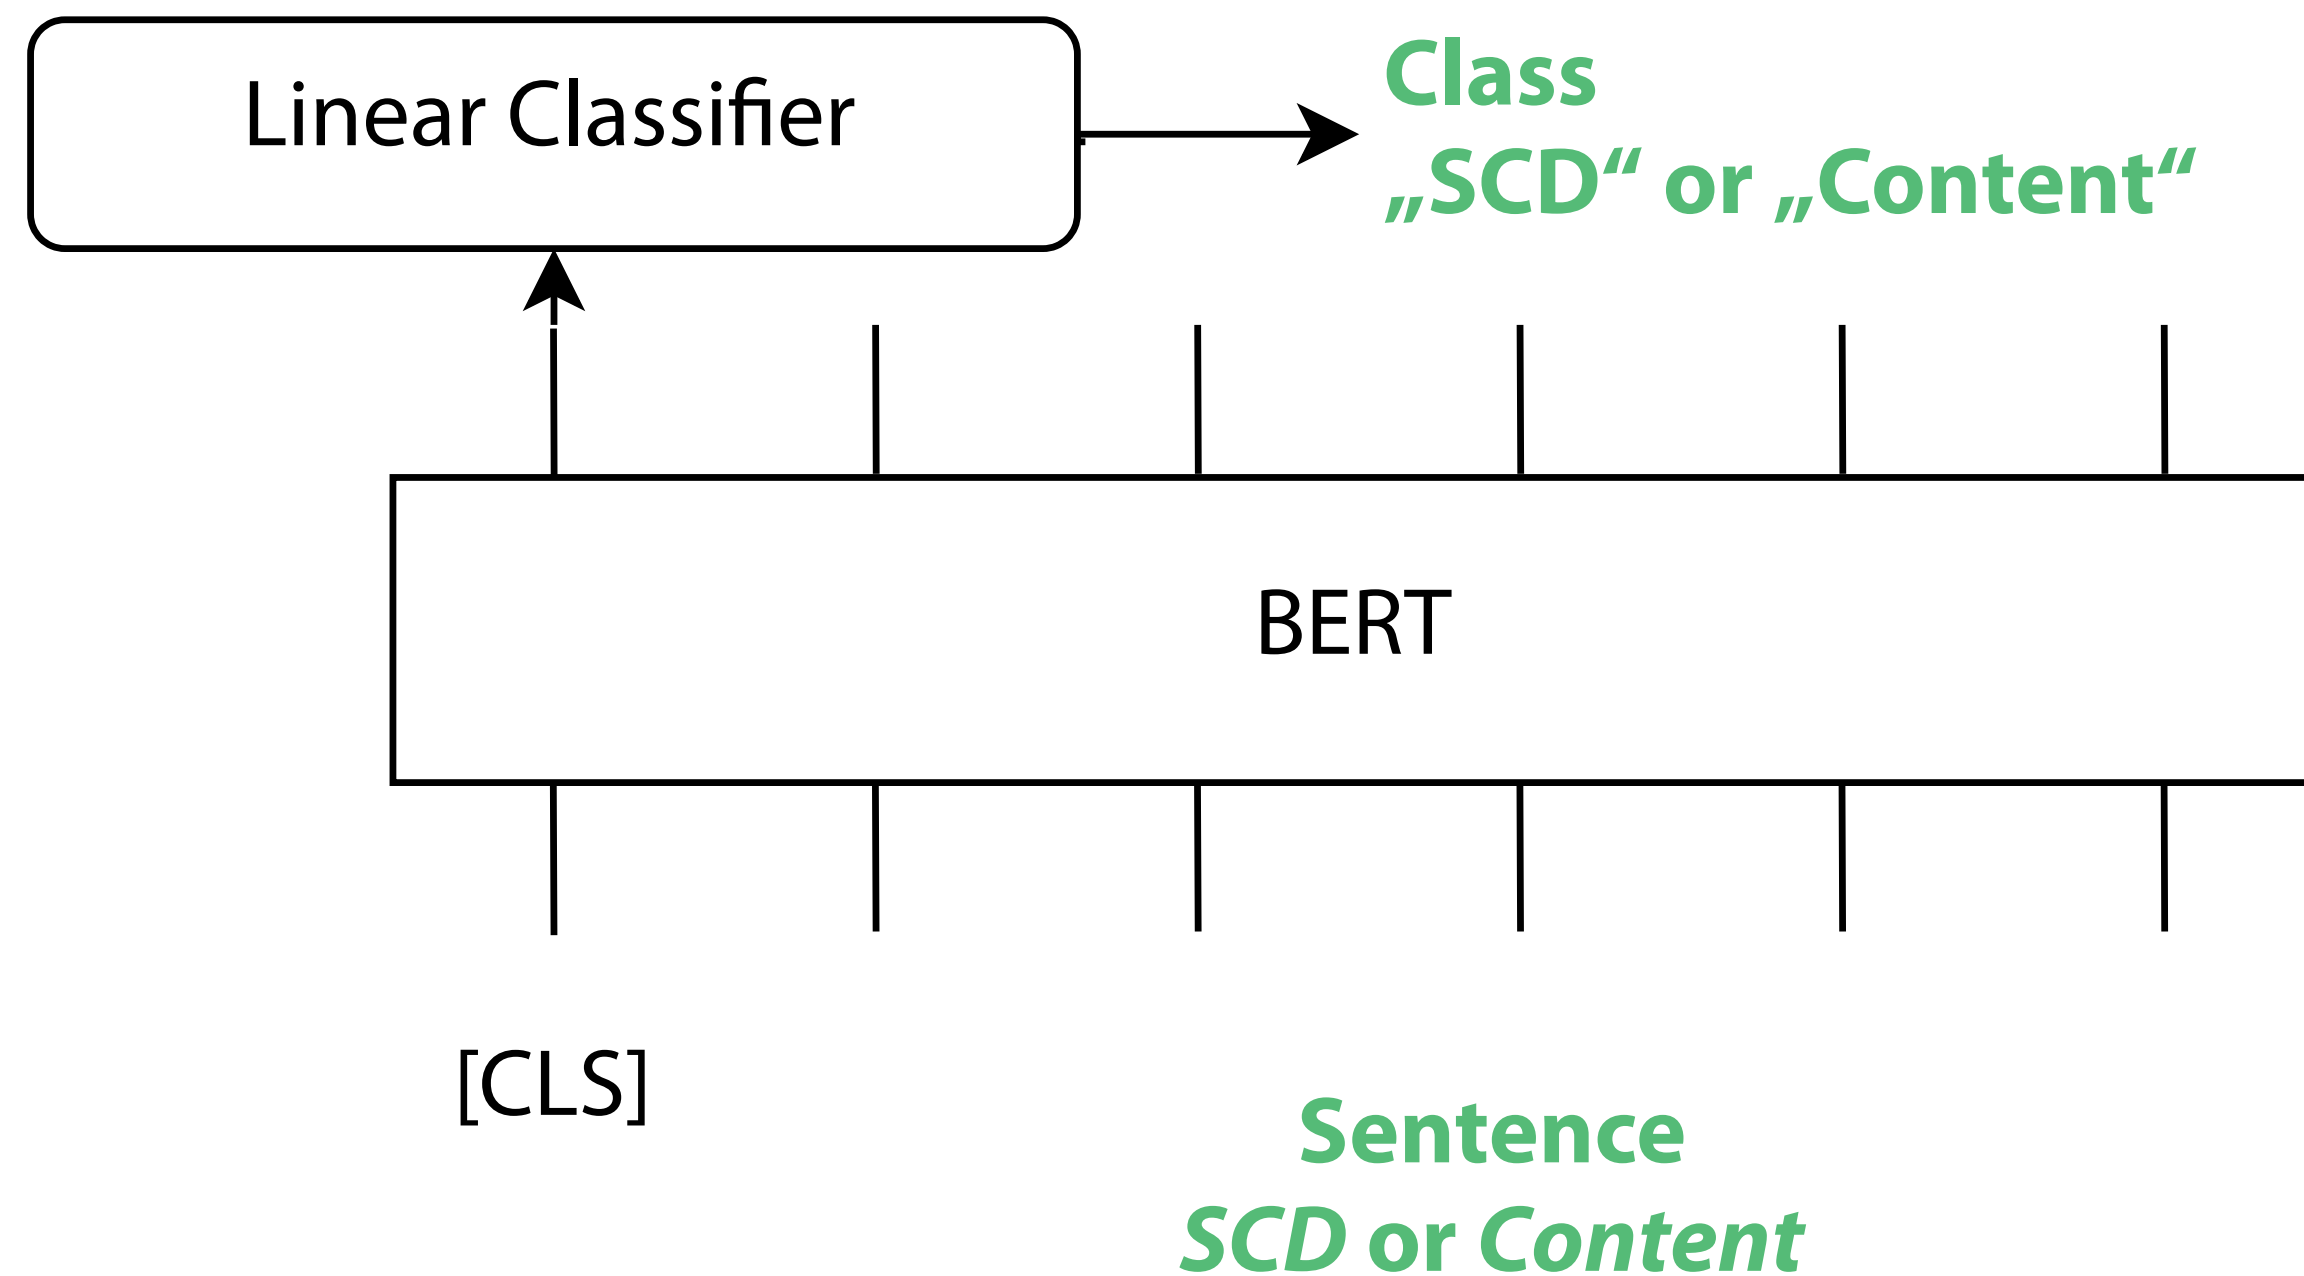 Linear Classifier
Class
„SCD“ or „Content“
BERT
[CLS]
Sentence
SCD or Content